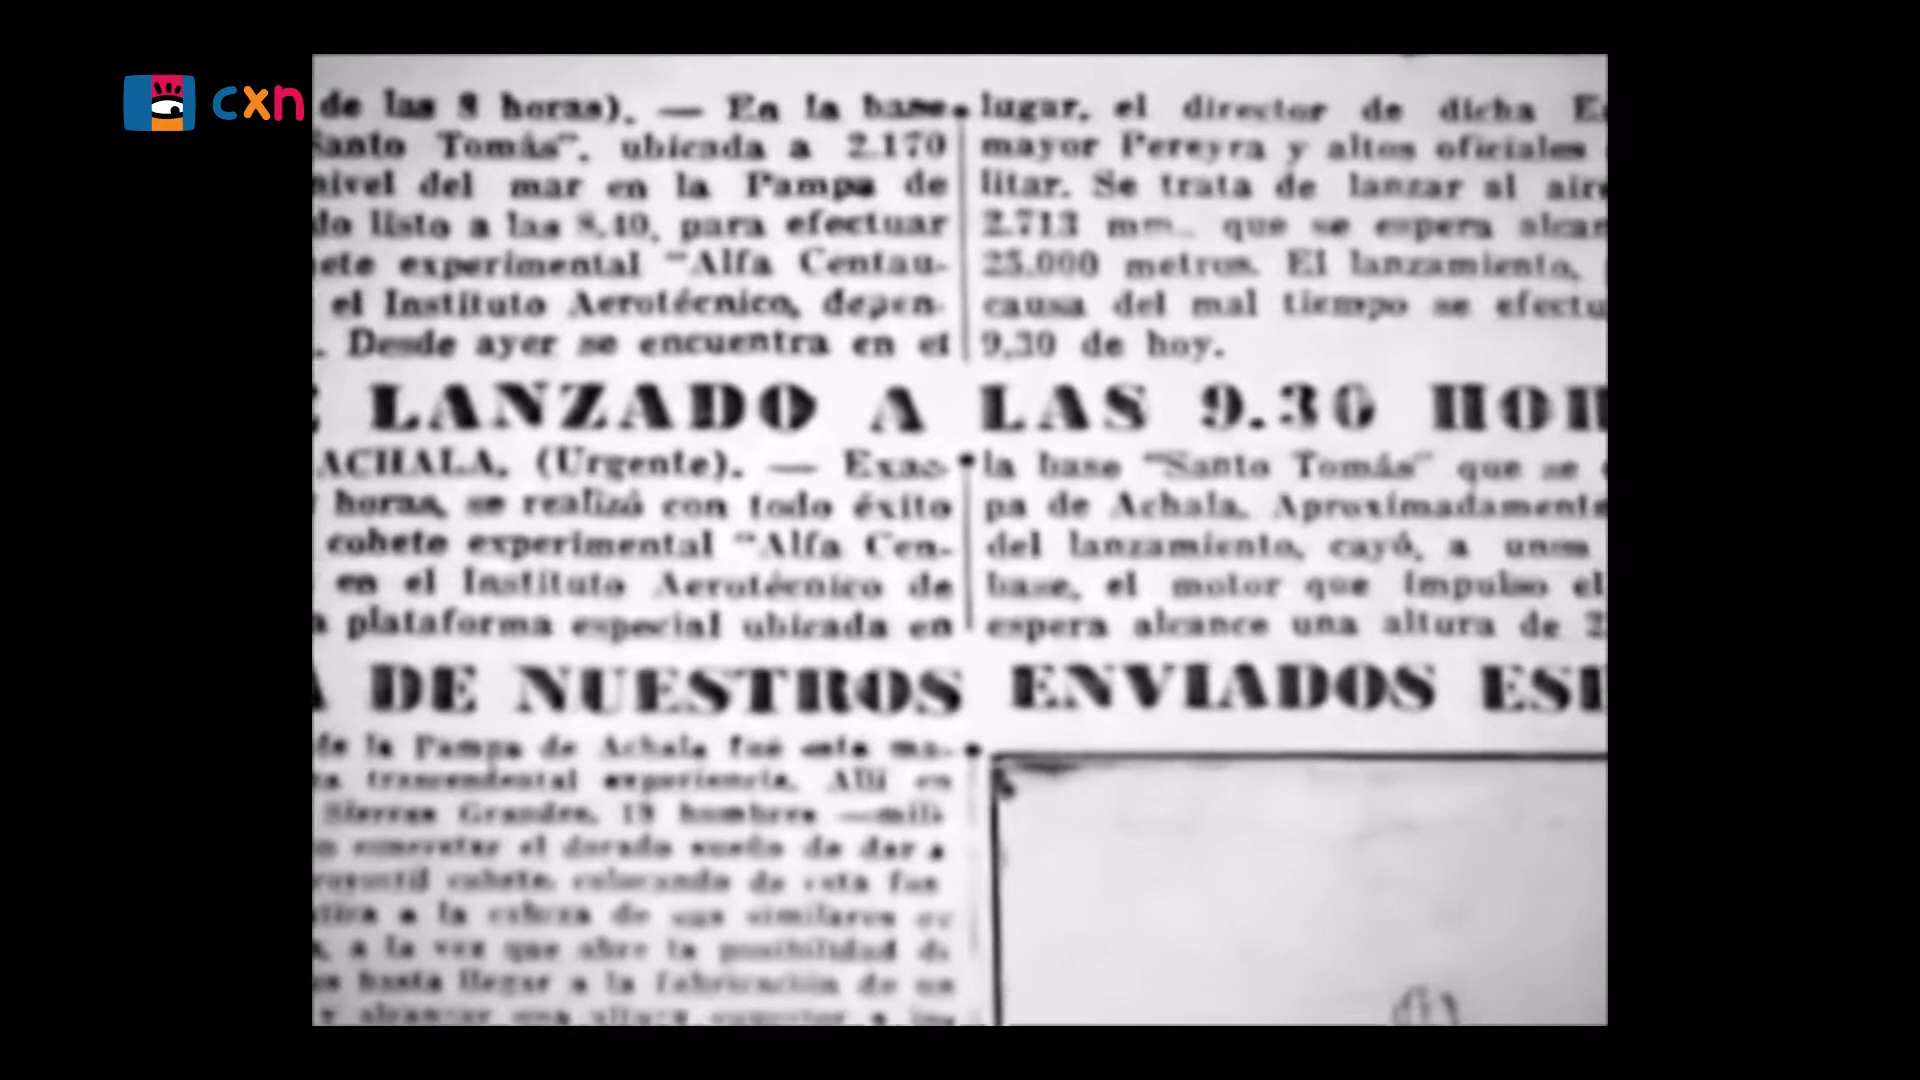 cxn
de las 8 horas). — En la base
Santo Tomás", ubicada a 2.170
nivel del mar en la Pampa de
do listo a las 8,40, para efectuar
ete experimental "Alfa Centau-
el Instituto Aerotécnico, depen-
. Desde ayer se encuentra en el
lugar, el director de dicha E
mayor Pereyra y altos oficiales
litar. Se trata de lanzar al aire
2.713 mm., que se espera alcan
25.000 metros. El lanzamiento,
causa del mal tiempo se efectu
9,30 de hoy.
LANZADO A LAS 9.30 HOR
ACHALA. (Urgente). — Exac-
horas, se realizó con todo éxito
cohete experimental "Alfa Cen-
en el Instituto Aerotécnico de
a plataforma especial ubicada en
la base "Santo Tomás" que se
pa de Achala. Aproximadamente
del lanzamiento, cayó, a unos
base, el motor que impulso el
espera alcance una altura de 2
A DE NUESTROS ENVIADOS ESP
de la Pampa de Achala fué esta ma-
a trascendental experiencia. Allí en
Sierras Grandes, 19 hombres —mili-
concretar el dorado sueño de dar a
royectil cohete, colocando de esta for
tica a la cabeza de sus similares
, a la vez que abre la posibilidad de
hasta llegar a la fabricación de un
y alcanzar una altura superior a